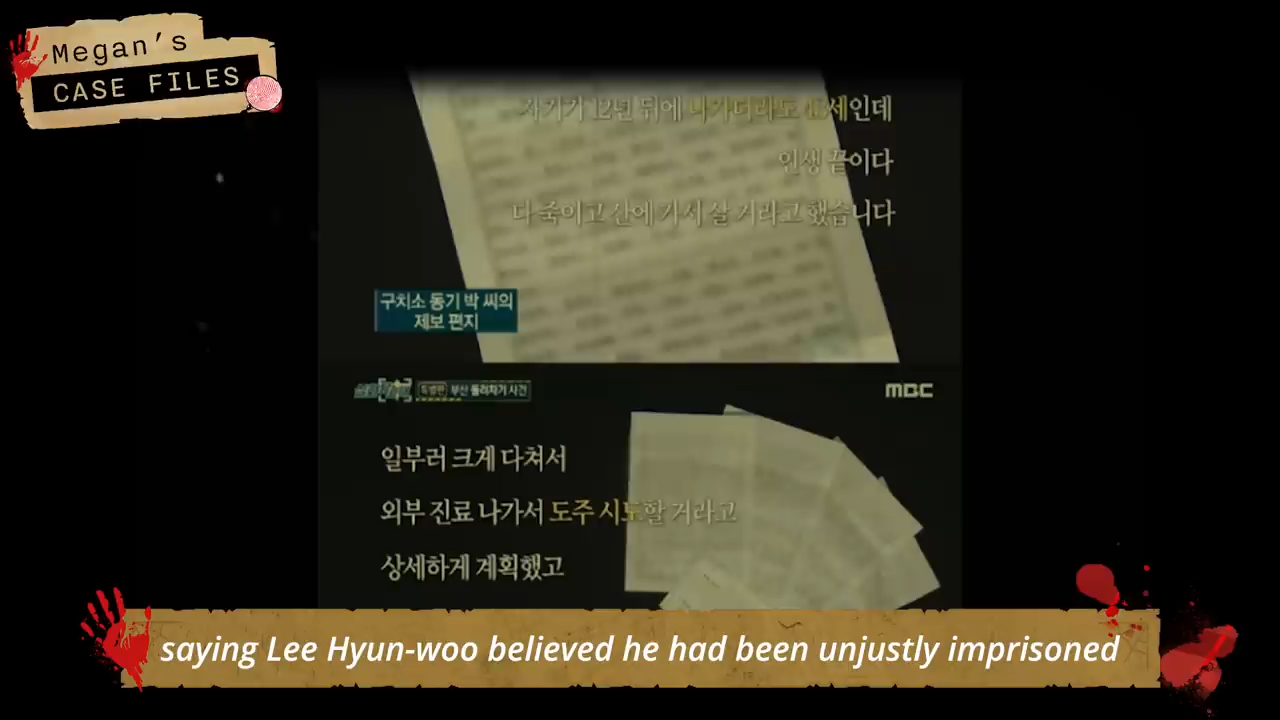 Megan's
CASE FILES
자기가 12년 뒤에 나가더라도 45세인데
인생 끝이다
다 죽이고 산에 가서 살 거라고 했습니다
구치소 동기 박 씨의
제보 편지
특별판 부산 돌려차기 사건
MBC
일부러 크게 다쳐서
외부 진료 나가서 도주 시도할 거라고
상세하게 계획했고
saying Lee Hyun-woo believed he had been unjustly imprisoned